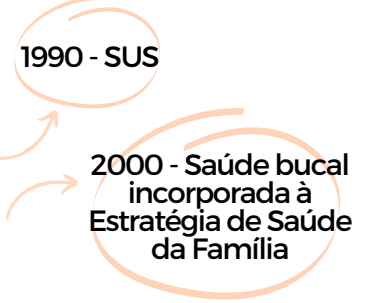 1990 - SUS
2000 - Saúde bucal
incorporada à
Estratégia de Saúde
da Família